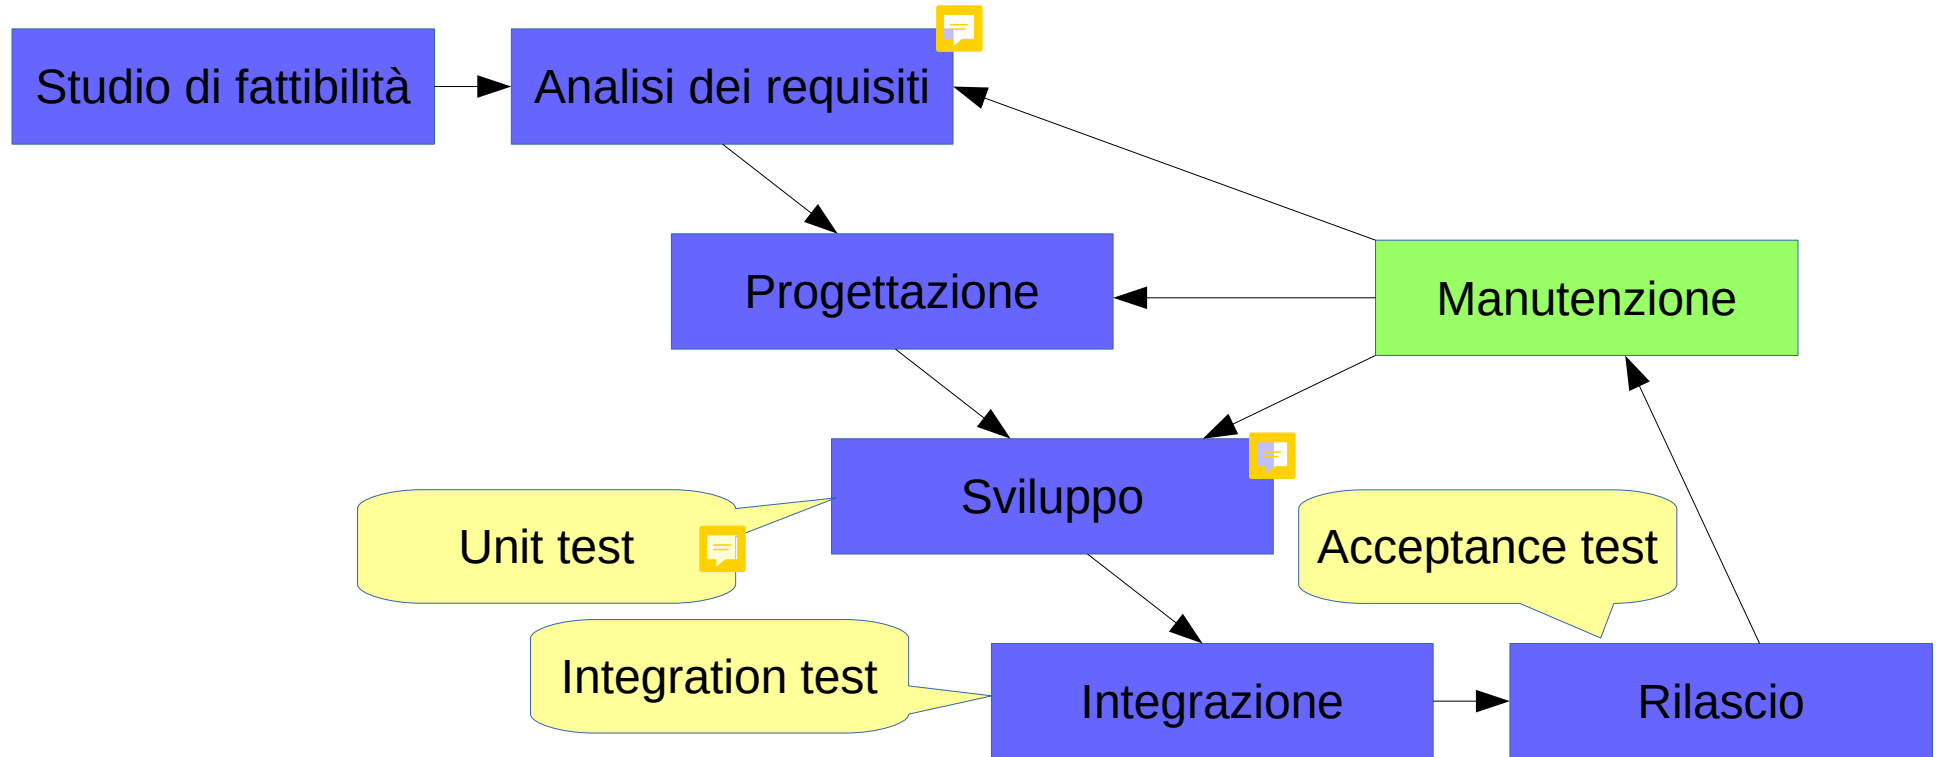 Studio di fattibilità
Analisi dei requisiti
Progettazione
Manutenzione
Sviluppo
Unit test
Acceptance test
Integration test
Integrazione
Rilascio